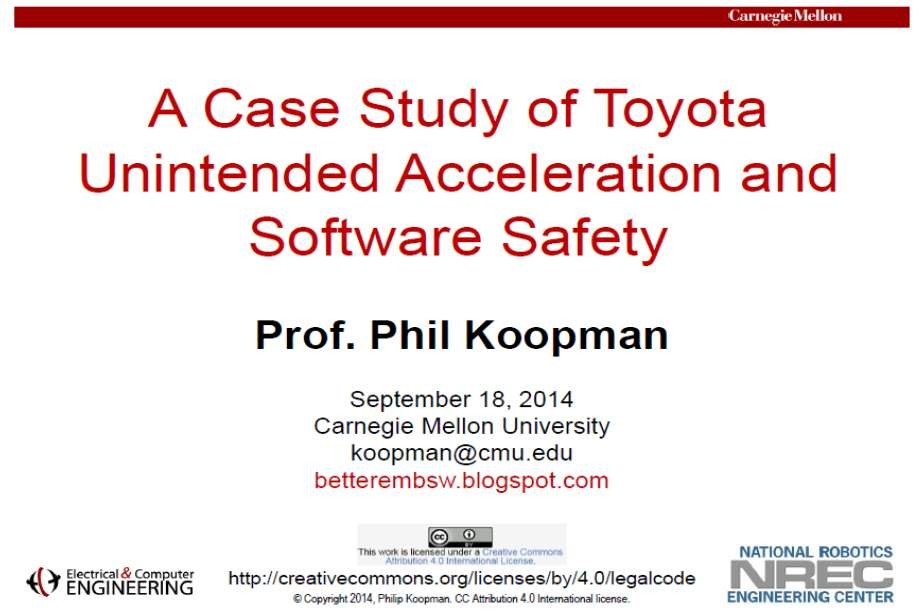 Carnegie Mellon
A Case Study of Toyota
Unintended Acceleration and
Software Safety
Prof. Phil Koopman
September 18, 2014
Carnegie Mellon University
koopman@cmu.edu
betterembsw.blogspot.com
cc BY
This work is licensed under a Creative Commons
Attribution 4.0 International License.
Electrical & Computer
ENGINEERING
http://creativecommons.org/licenses/by/4.0/legalcode
© Copyright 2014, Philip Koopman. CC Attribution 4.0 International license.
NATIONAL ROBOTICS
NREC
ENGINEERING CENTER